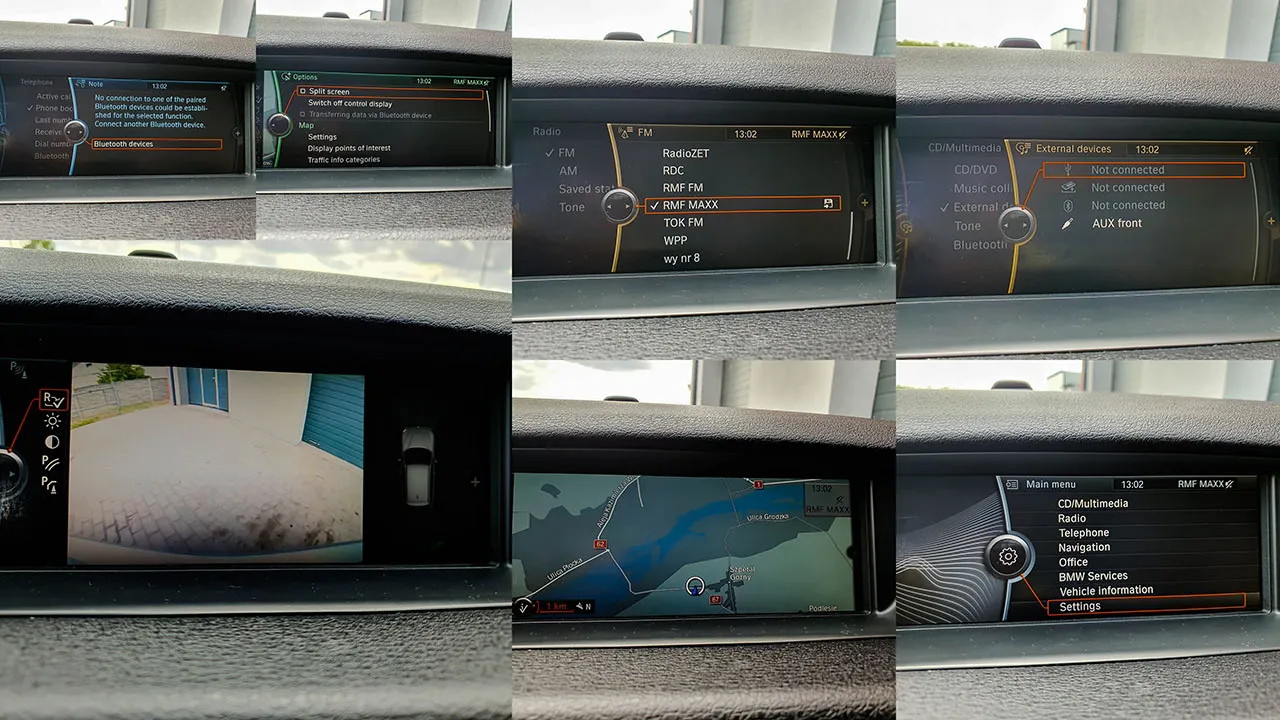 Telephone
Note
13:02
Active cal
Phone boo
Last num
Receive
Dial numb
Bluetooth
No connection to one of the paired
Bluetooth devices could be establi-
shed for the selected function.
Connect another Bluetooth device.
Bluetooth devices
Options
13:02
RMF MAXX
Split screen
Switch off control display
Transferring data via Bluetooth device
Map
Settings
Display points of interest
Traffic info categories
Radio
FM
AM
Saved stat
Tone
FM
13:02
RMF MAXX
RadioZET
RDC
RMF FM
RMF MAXX
TOK FM
WPP
wy nr 8
CD/Multimedia
CD/DVD
Music coll
External d
Tone
Bluetooth
External devices
13:02
Not connected
Not connected
Not connected
AUX front
P
R
P
P
1
13:02
RMF MAXX
Ulica Grodzka
62
Ulica Płocka
Szpetal
Górny
67
Podlesie
1 km
N
Main menu
13:02
RMF MAXX
CD/Multimedia
Radio
Telephone
Navigation
Office
BMW Services
Vehicle information
Settings